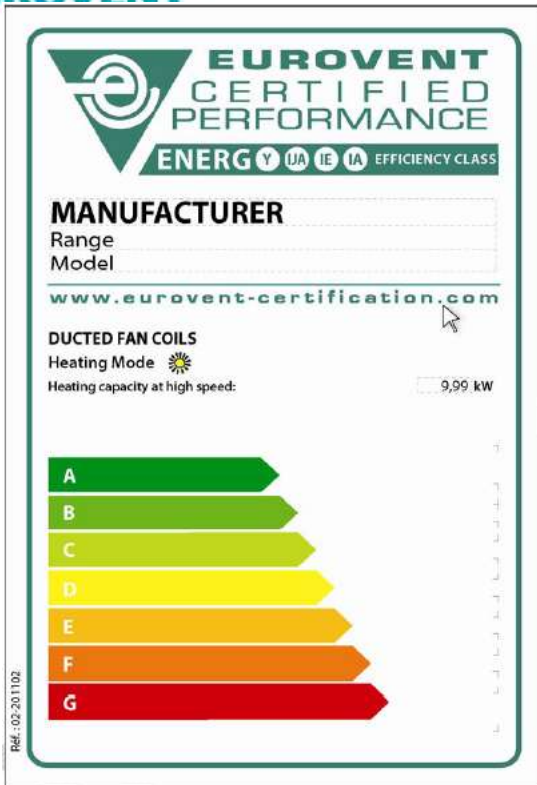 EUROVENT
CERTIFIED
PERFORMANCE
ENERG Y IJA IE IA EFFICIENCY CLASS
MANUFACTURER
Range
Model
www.eurovent-certification.com
DUCTED FAN COILS
Heating Mode
Heating capacity at high speed: 9,99 kW
A
B
C
D
E
F
G
Réf.: 02-201102